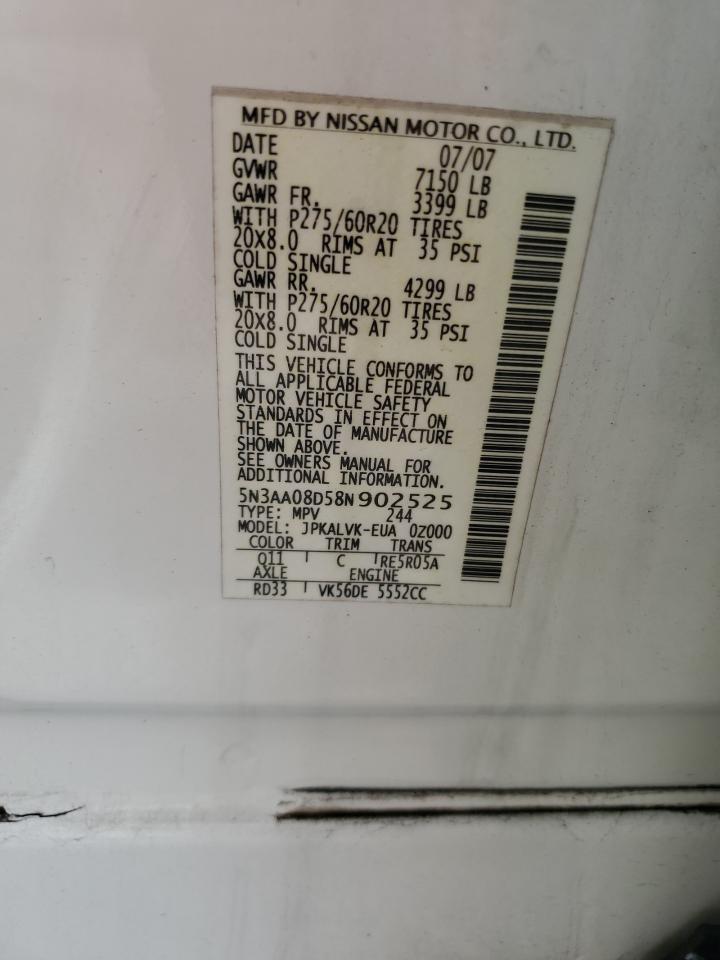 MFD BY NISSAN MOTOR CO., LTD.
DATE 07/07
GVWR 7150 LB
GAWR FR. 3399 LB
WITH P275/60R20 TIRES
20X8.0 RIMS AT 35 PSI
COLD SINGLE
GAWR RR. 4299 LB
WITH P275/60R20 TIRES
20X8.0 RIMS AT 35 PSI
COLD SINGLE
THIS VEHICLE CONFORMS TO
ALL APPLICABLE FEDERAL
MOTOR VEHICLE SAFETY
STANDARDS IN EFFECT ON
THE DATE OF MANUFACTURE
SHOWN ABOVE.
SEE OWNERS MANUAL FOR
ADDITIONAL INFORMATION.
5N3AA08D58N902525
TYPE: MPV 244
MODEL: JPKALVK-EUA 0Z000
COLOR TRIM TRANS
Q11 C RE5R05A
AXLE ENGINE
RD33 VK56DE 5552CC